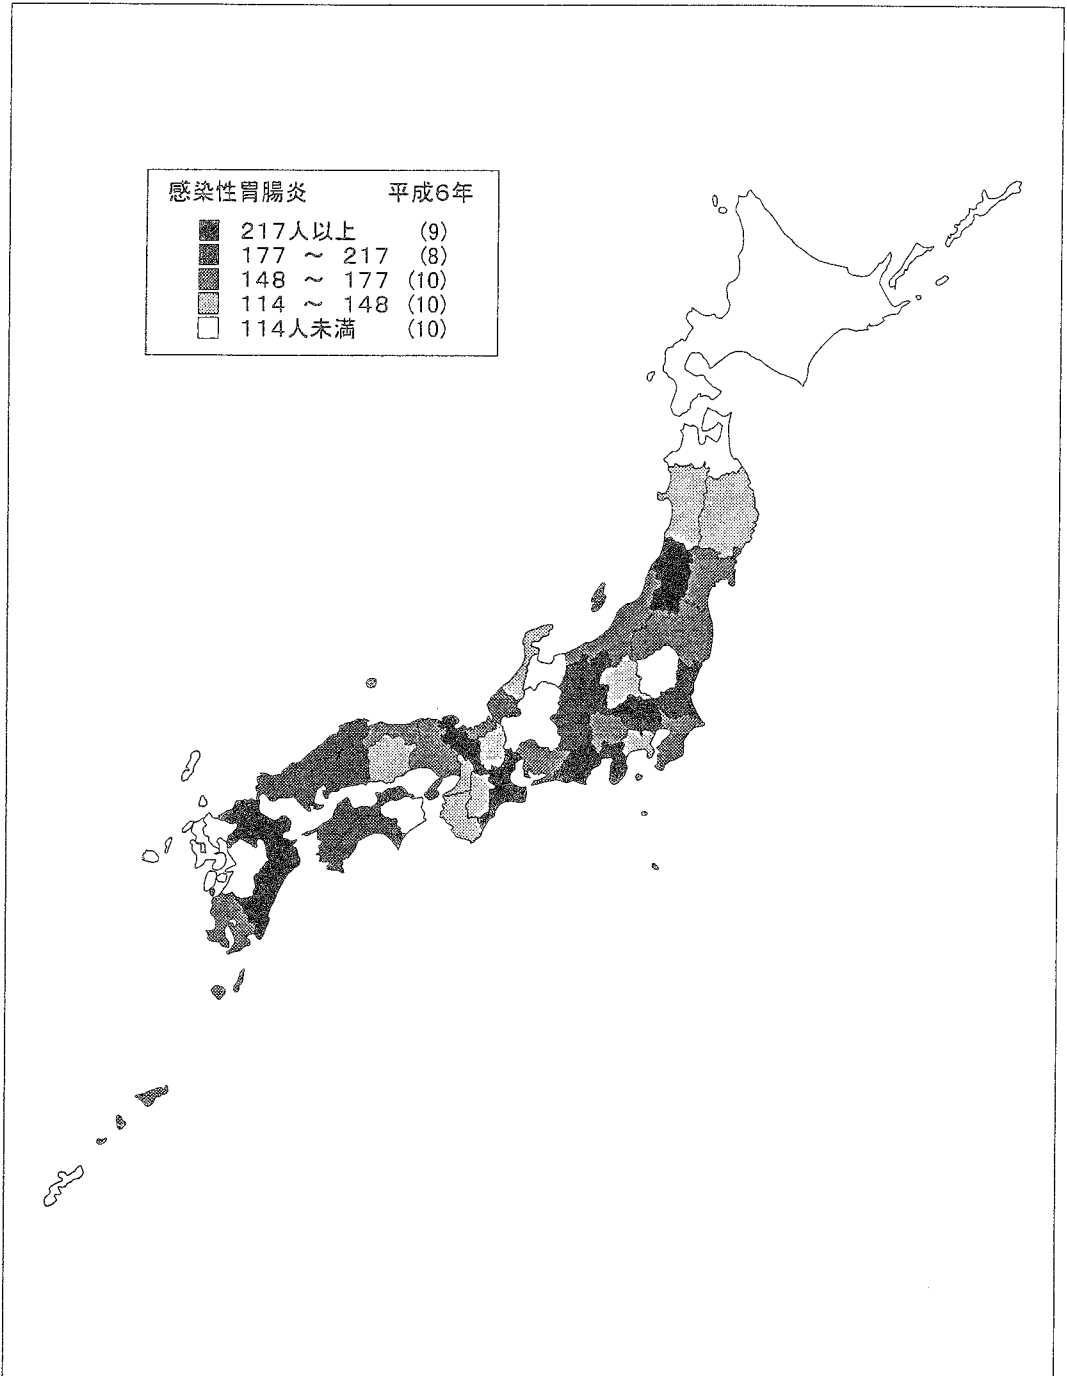 感染性胃腸炎 平成6年
217人以上 (9)
177 ～ 217 (8)
148 ～ 177 (10)
114 ～ 148 (10)
114人未満 (10)